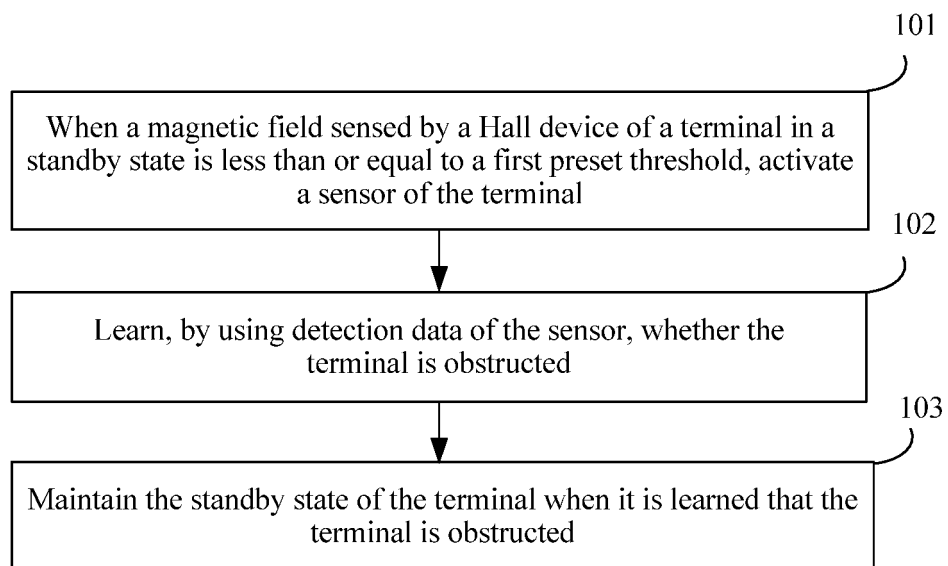 101
When a magnetic field sensed by a Hall device of a terminal in a
standby state is less than or equal to a first preset threshold, activate
a sensor of the terminal
102
Learn, by using detection data of the sensor, whether the
terminal is obstructed
103
Maintain the standby state of the terminal when it is learned that the
terminal is obstructed